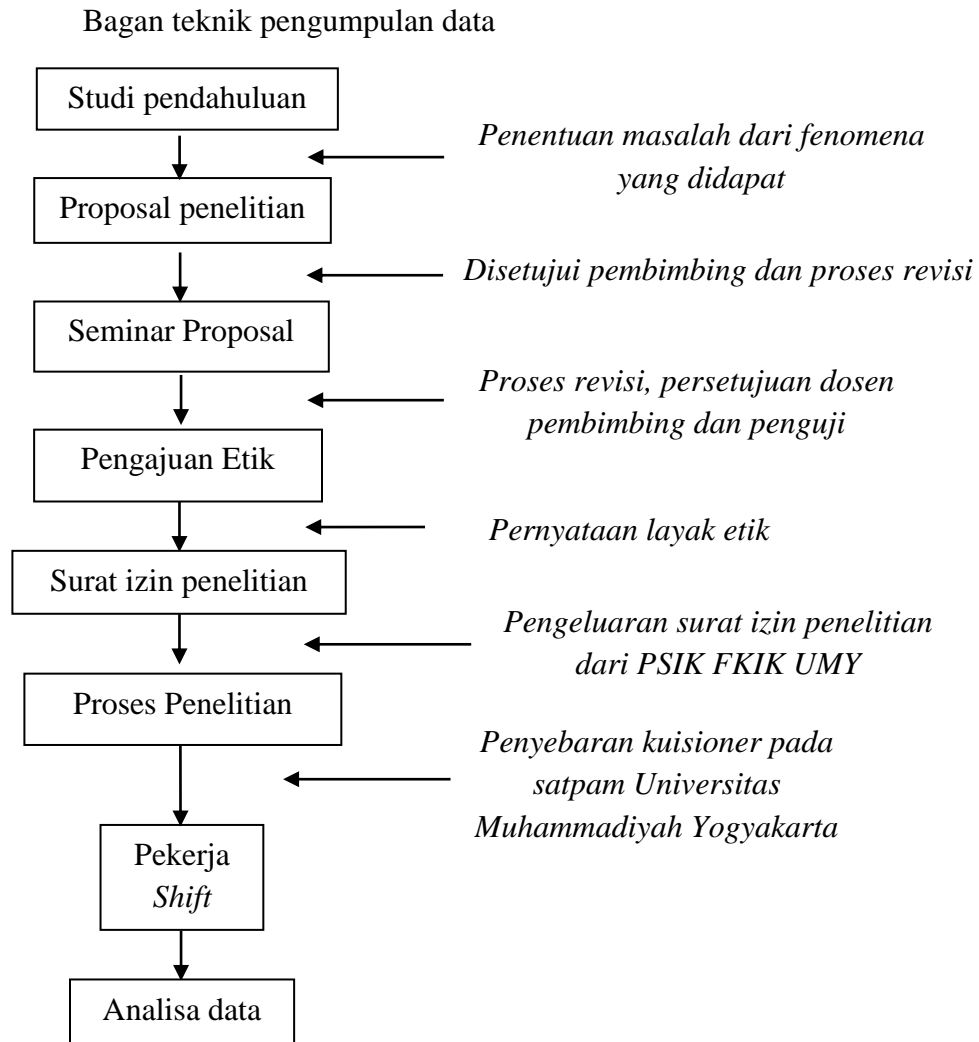 Bagan teknik pengumpulan data
Studi pendahuluan
Penentuan masalah dari fenomena
yang didapat
Proposal penelitian
Disetujui pembimbing dan proses revisi
Seminar Proposal
Proses revisi, persetujuan dosen
pembimbing dan penguji
Pengajuan Etik
Pernyataan layak etik
Surat izin penelitian
Pengeluaran surat izin penelitian
dari PSIK FKIK UMY
Proses Penelitian
Penyebaran kuisioner pada
satpam Universitas
Muhammadiyah Yogyakarta
Pekerja
Shift
Analisa data